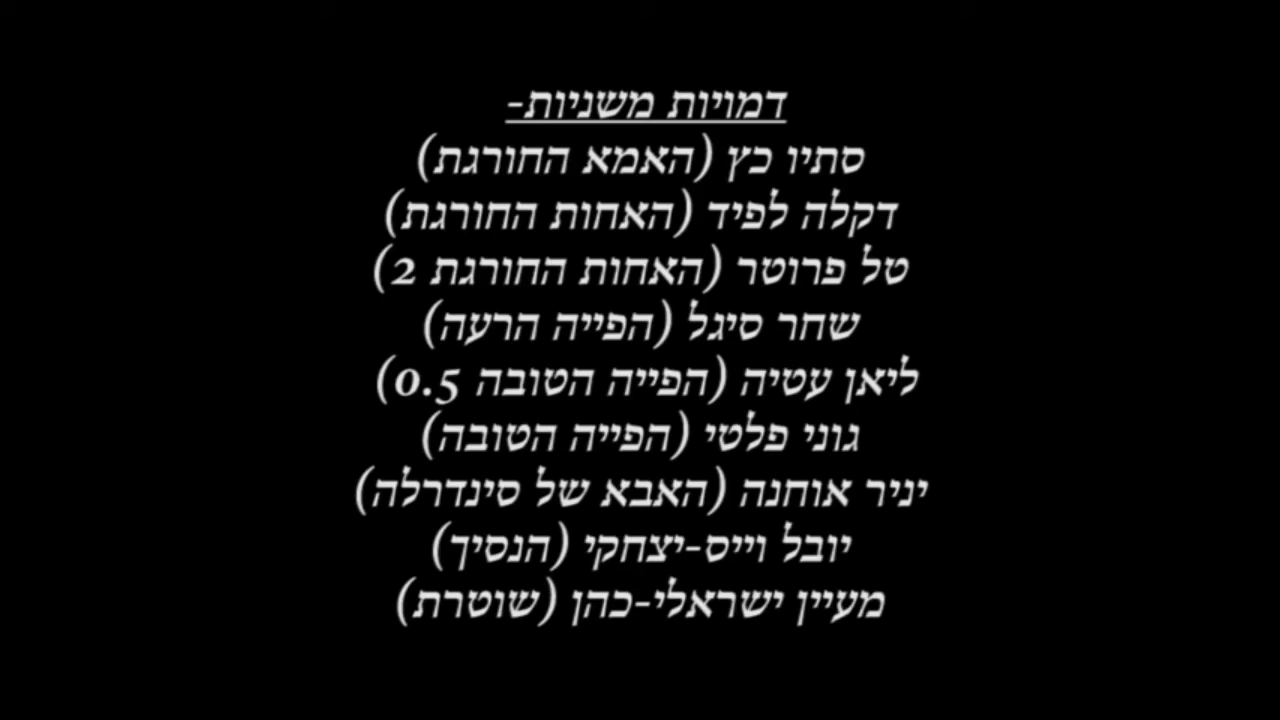 דמויות משניות-
סתיו כץ (האמא החורגת)
דקלה לפיד (האחות החורגת)
טל פרוטר (האחות החורגת 2)
שחר סיגל (הפייה הרעה)
ליאן עטיה (הפייה הטובה 0.5)
גוני פלטי (הפייה הטובה)
יניר אוחנה (האבא של סינדרלה)
יובל וייס-יצחקי (הנסיך)
מעיין ישראלי-כהן (שוטרת)